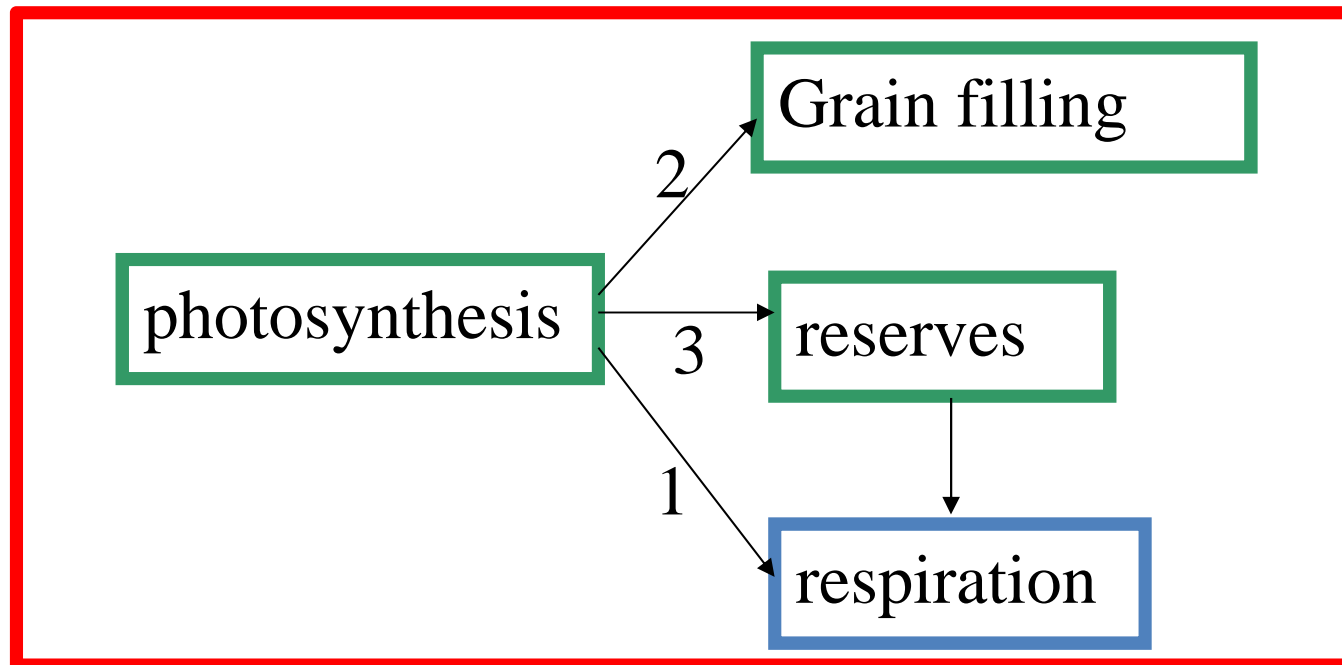 Grain filling
2
photosynthesis
3
reserves
1
respiration